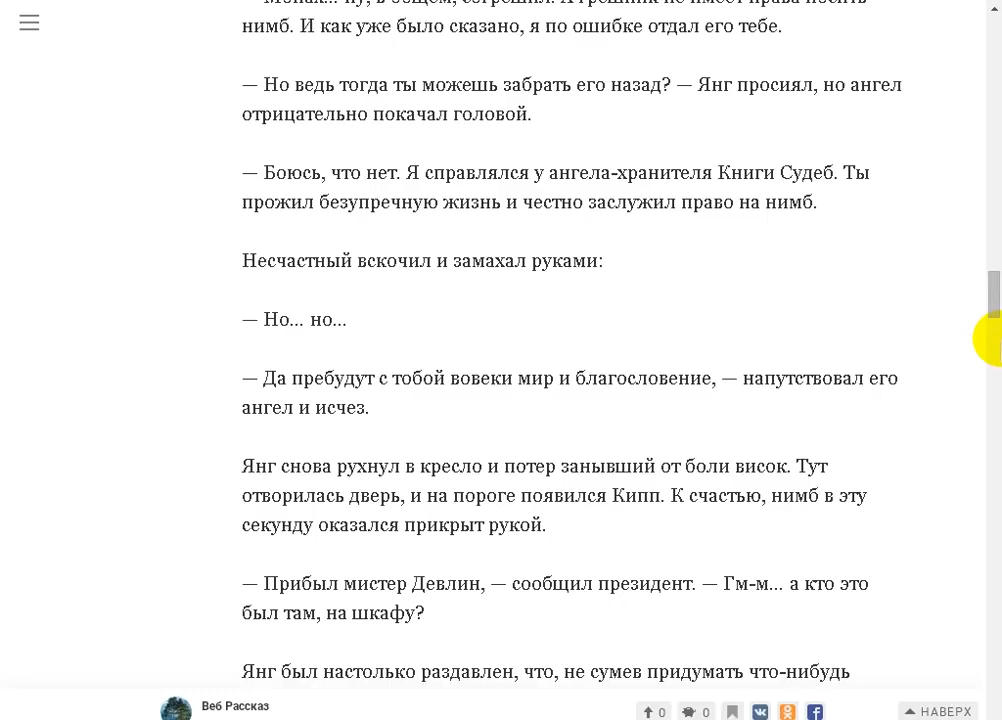 нимб. И как уже было сказано, я по ошибке отдал его тебе.
— Но ведь тогда ты можешь забрать его назад? — Янг просиял, но ангел
отрицательно покачал головой.
— Боюсь, что нет. Я справлялся у ангела-хранителя Книги Судеб. Ты
прожил безупречную жизнь и честно заслужил право на нимб.
Несчастный вскочил и замахал руками:
— Но... но...
— Да пребудут с тобой вовеки мир и благословение, — напутствовал его
ангел и исчез.
Янг снова рухнул в кресло и потер занывший от боли висок. Тут
отворилась дверь, и на пороге появился Кипп. К счастью, нимб в эту
секунду оказался прикрыт рукой.
— Прибыл мистер Девлин, — сообщил президент. — Гм-м... а кто это
был там, на шкафу?
Янг был настолько раздавлен, что, не сумев придумать что-нибудь
Веб Рассказ
0
0
НАВЕРХ